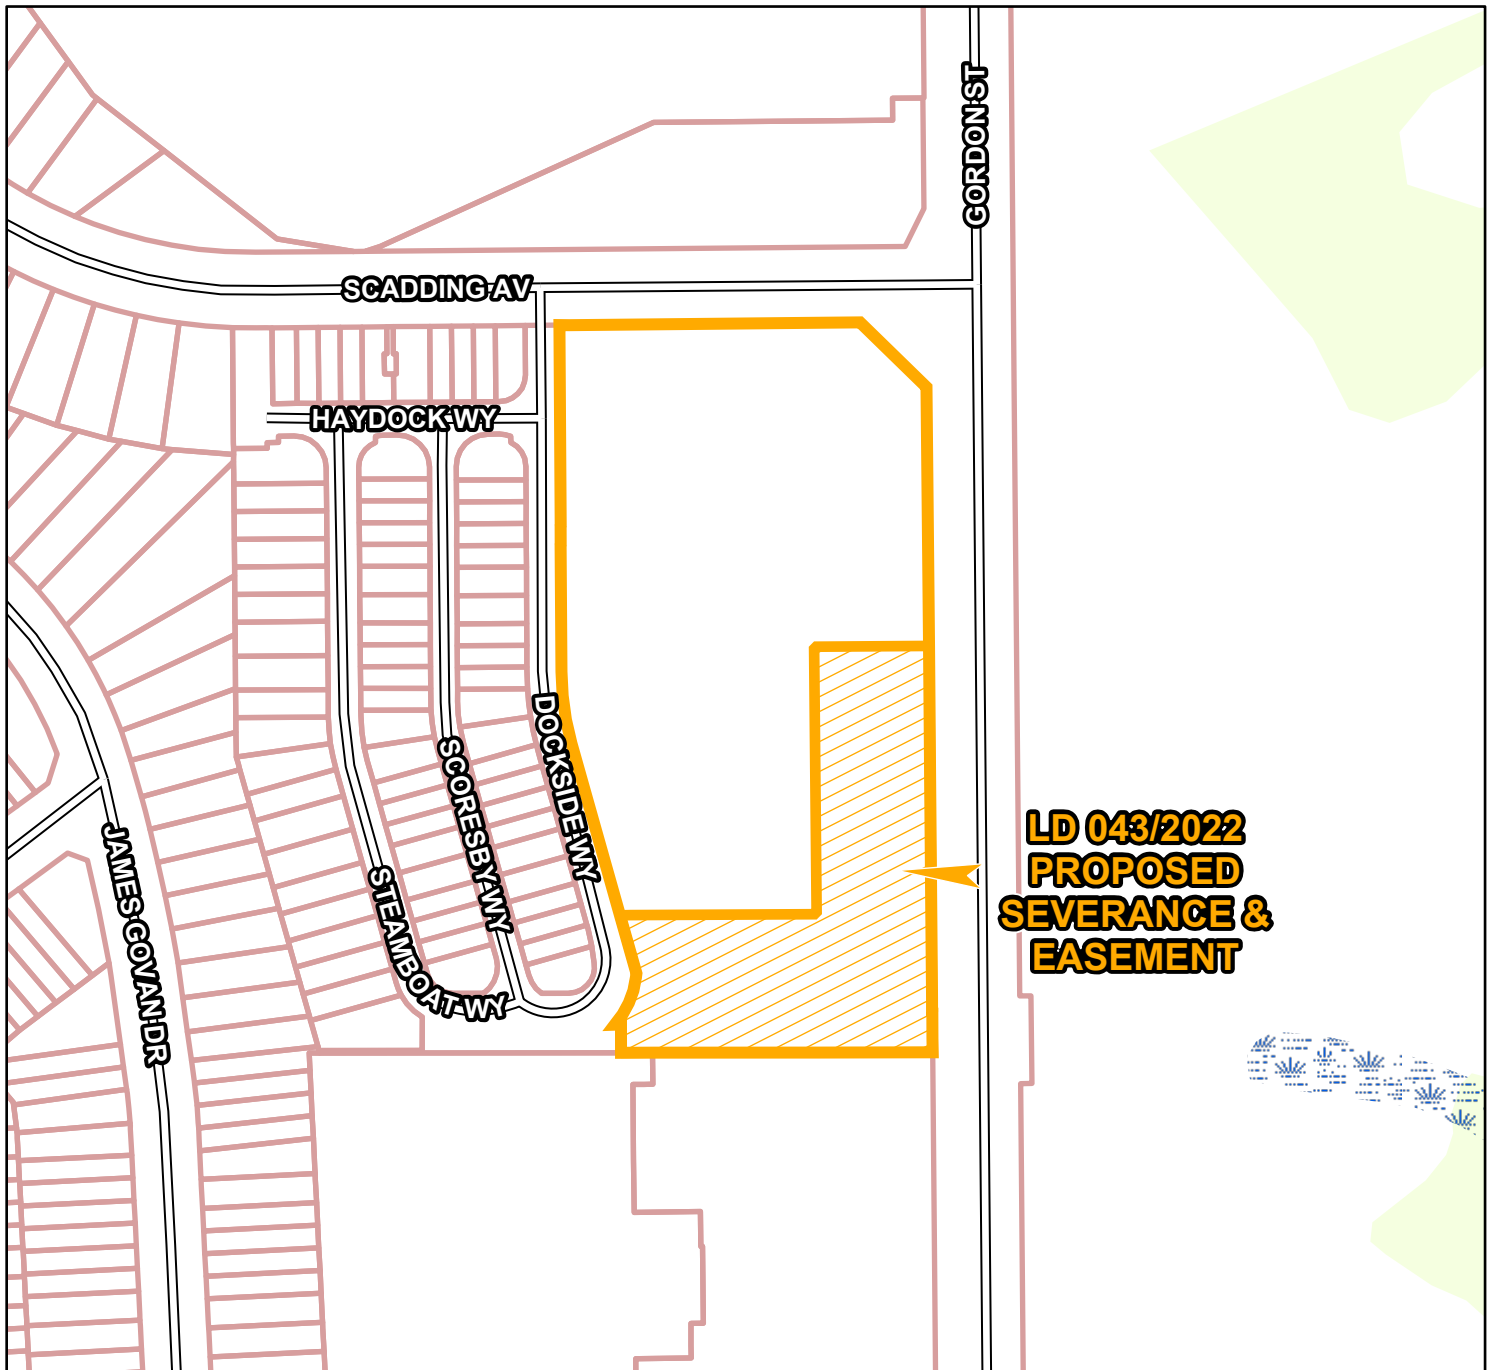 GORDON ST
SCADDING AV
HAYDOCK WY
DOCKSIDE WY
SCORESBY WY
STEAMBOAT WY
JAMES GOVAN DR
LD 043/2022
PROPOSED
SEVERANCE &
EASEMENT